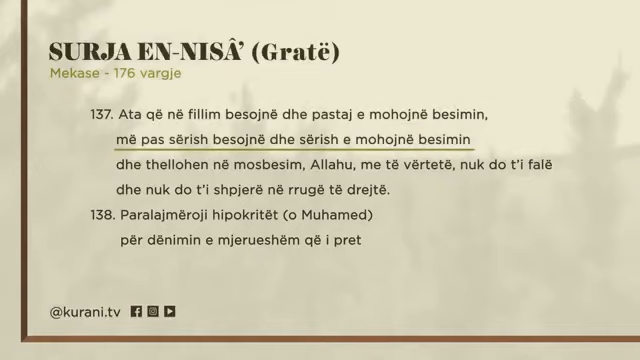 SURJA EN-NISÂ’ (Gratë)
Mekase - 176 vargje
137. Ata që në fillim besojnë dhe pastaj e mohojnë besimin,
më pas sërish besojnë dhe sërish e mohojnë besimin
dhe thellohen në mosbesim, Allahu, me të vërtetë, nuk do t’i falë
dhe nuk do t’i shpjerë në rrugë të drejtë.
138. Paralajmëroji hipokritët (o Muhamed)
për dënimin e mjerueshëm që i pret
@kurani.tv